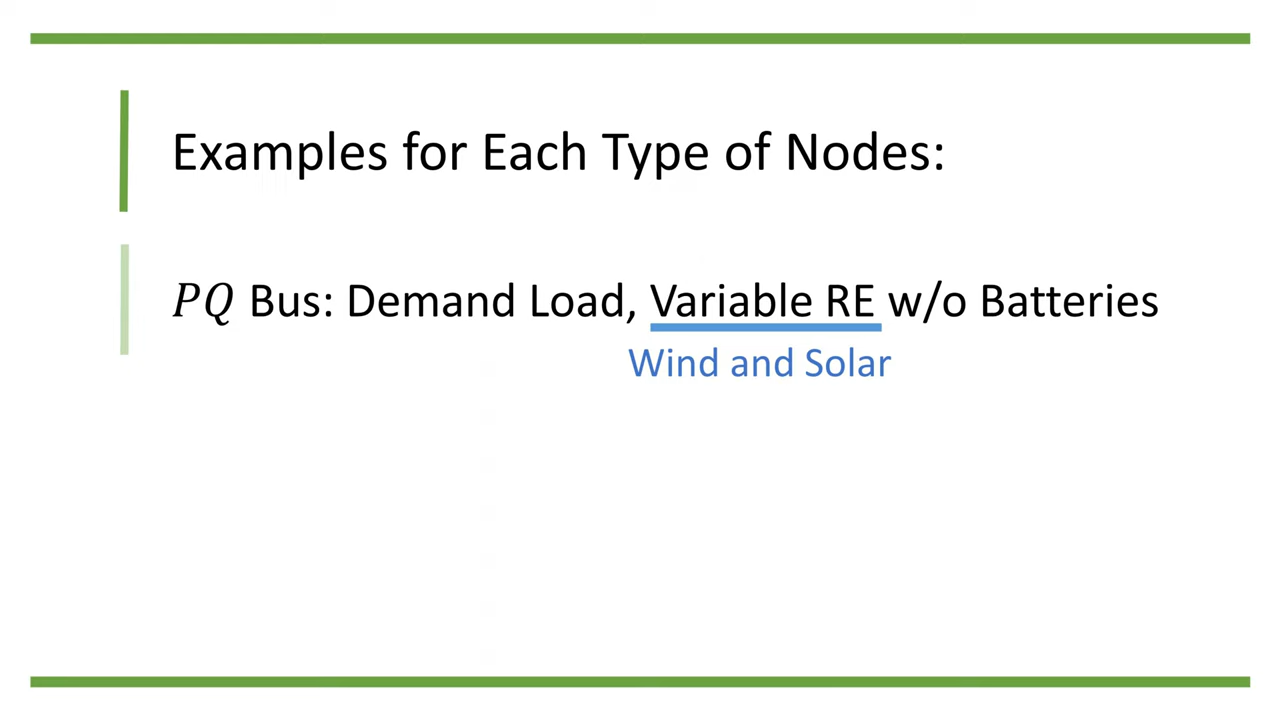 Examples for Each Type of Nodes:
𝑃𝑄 Bus: Demand Load, Variable RE w/o Batteries
Wind and Solar